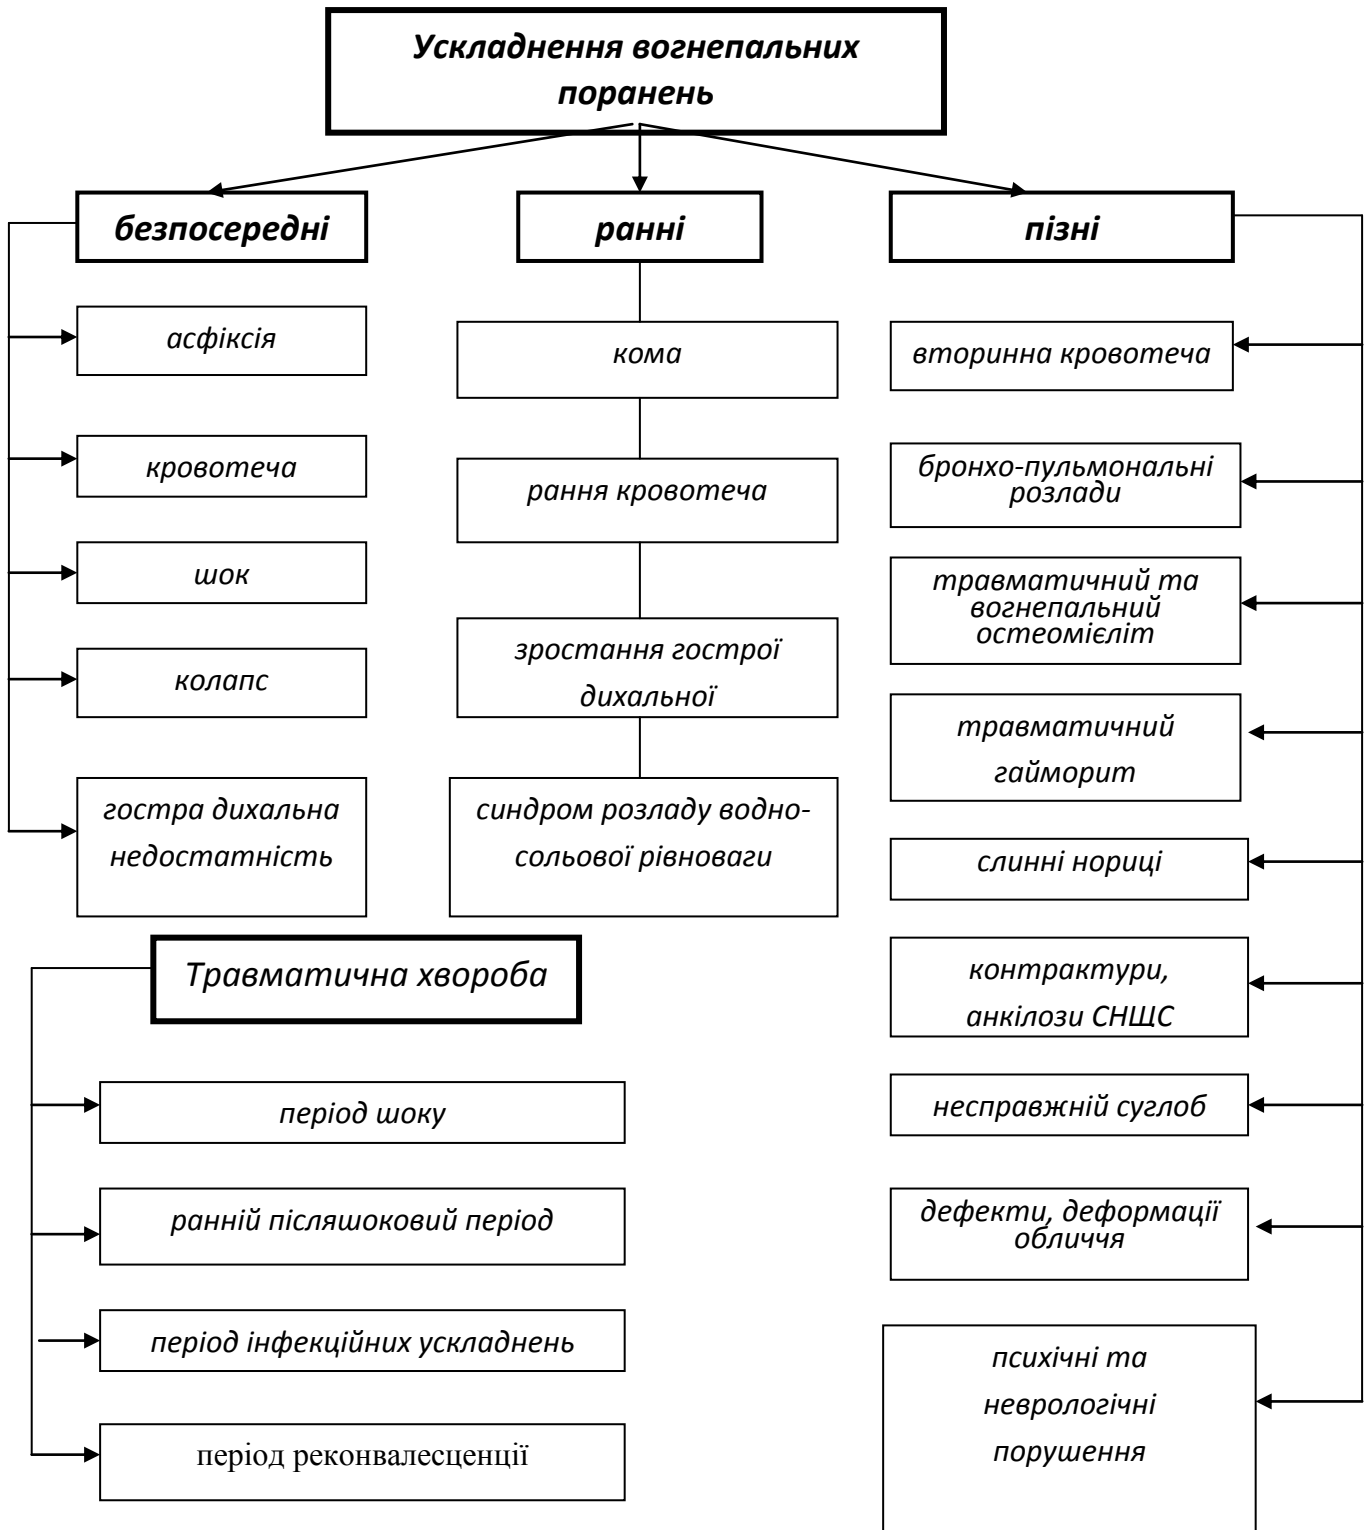 Ускладнення вогнепальних
поранень
безпосередні
ранні
пізні
асфіксія
кровотеча
шок
колапс
гостра дихальна
недостатність
кома
рання кровотеча
зростання гострої
дихальної
синдром розладу водно-
сольової рівноваги
вторинна кровотеча
бронхо-пульмональні
розлади
травматичний та
вогнепальний
остеомієліт
травматичний
гайморит
слинні нориці
контрактури,
анкілози СНЩС
несправжній суглоб
дефекти, деформації
обличчя
психічні та
неврологічні
порушення
Травматична хвороба
період шоку
ранній післяшоковий період
період інфекційних ускладнень
період реконвалесценції